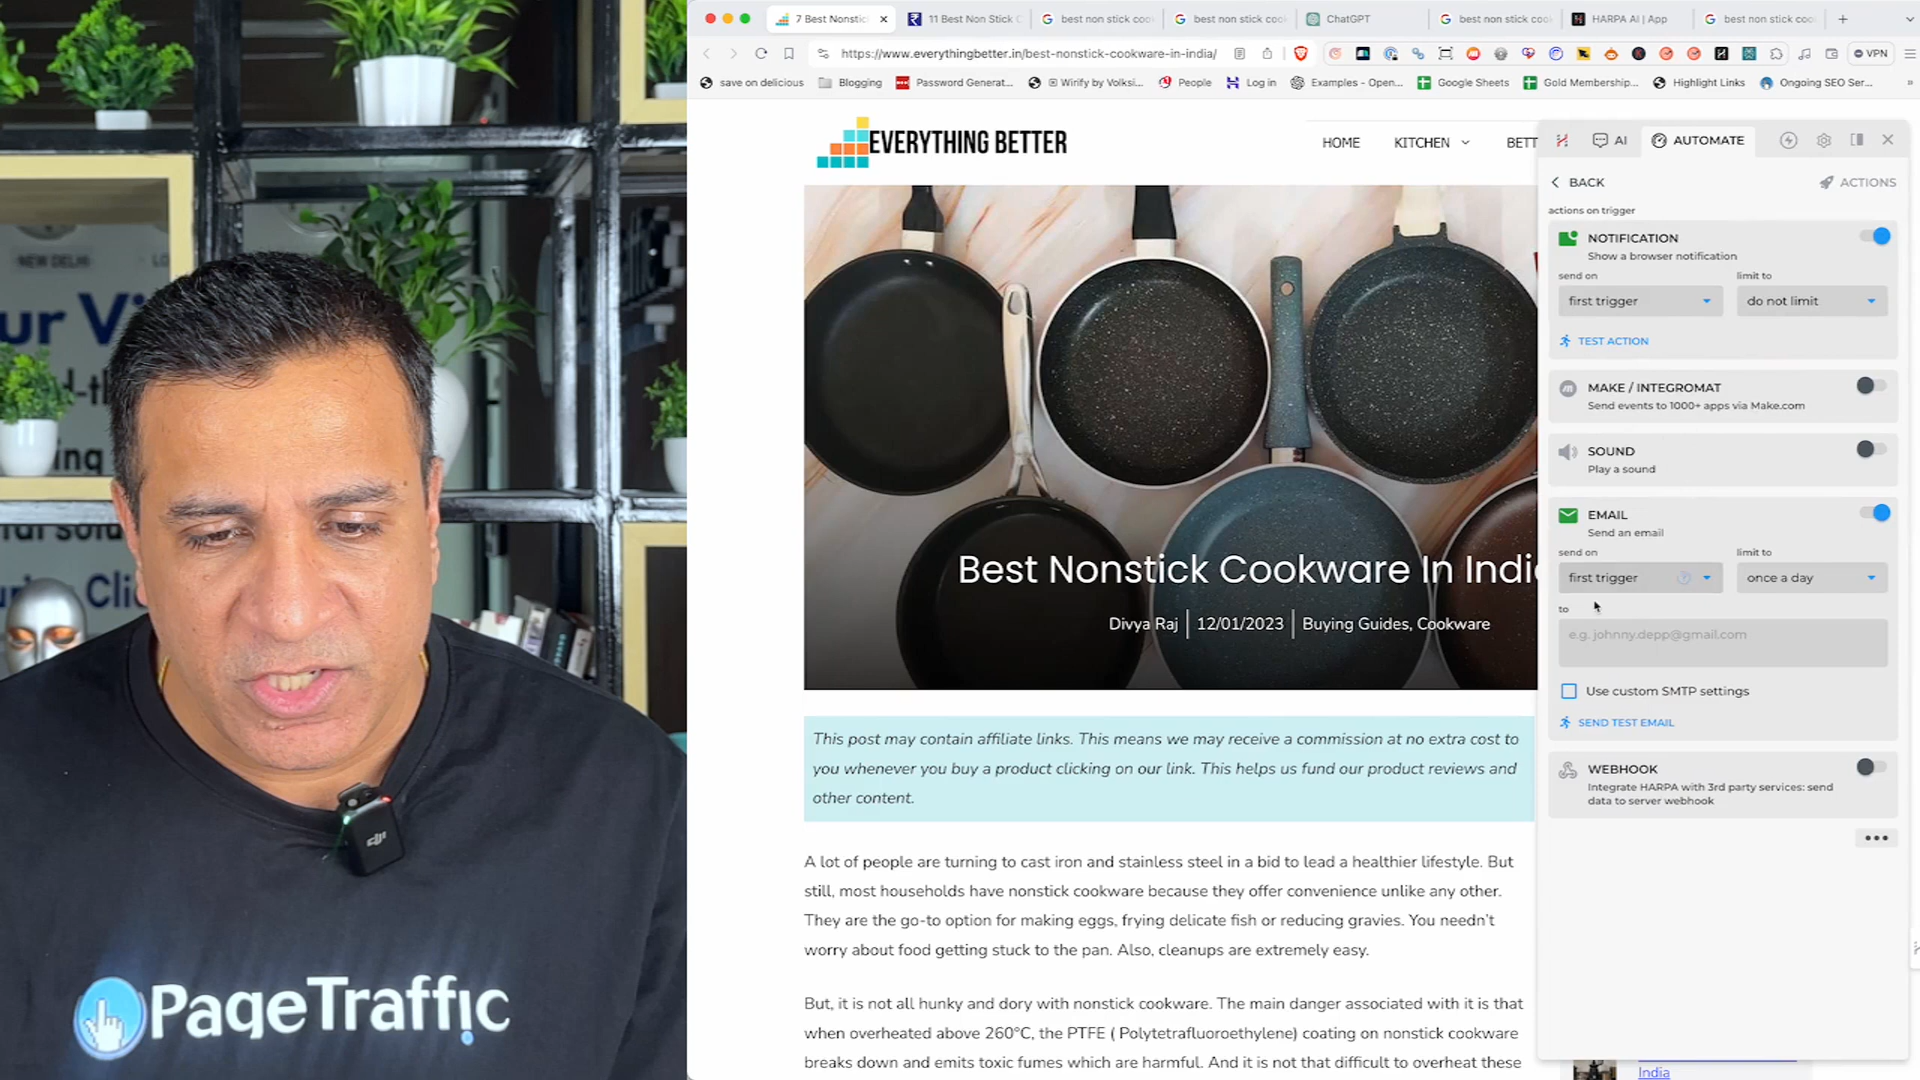 7 Best Nonstic
11 Best Non Stick C
best non stick coo
best non stick coo
ChatGPT
best non stick coo
HARPA AI | App
best non stick coo
https://www.everythingbetter.in/best-nonstick-cookware-in-india/
VPN
save on delicious
Blogging
Password Generat...
Wirify by Volksi...
People
Log in
Examples - Open...
Google Sheets
Gold Membership...
Highlight Links
Ongoing SEO Ser...
EVERYTHING BETTER
HOME
KITCHEN
BETT
AI
AUTOMATE
BACK
ACTIONS
actions on trigger
NOTIFICATION
Show a browser notification
send on
limit to
first trigger
do not limit
TEST ACTION
MAKE / INTEGROMAT
Send events to 1000+ apps via Make.com
SOUND
Play a sound
EMAIL
Send an email
send on
limit to
first trigger
once a day
to
e.g. johnny.depp@gmail.com
Use custom SMTP settings
SEND TEST EMAIL
WEBHOOK
Integrate HARPA with 3rd party services: send
data to server webhook
Best Nonstick Cookware In Indi
Divya Raj | 12/01/2023 | Buying Guides, Cookware
This post may contain affiliate links. This means we may receive a commission at no extra cost to
you whenever you buy a product clicking on our link. This helps us fund our product reviews and
other content.
A lot of people are turning to cast iron and stainless steel in a bid to lead a healthier lifestyle. But
still, most households have nonstick cookware because they offer convenience unlike any other.
They are the go-to option for making eggs, frying delicate fish or reducing gravies. You needn't
worry about food getting stuck to the pan. Also, cleanups are extremely easy.
But, it is not all hunky and dory with nonstick cookware. The main danger associated with it is that
when overheated above 260°C, the PTFE ( Polytetrafluoroethylene) coating on nonstick cookware
breaks down and emits toxic fumes which are harmful. And it is not that difficult to overheat these
India
NEW DELHI
our Vi
PageTraffic
dji